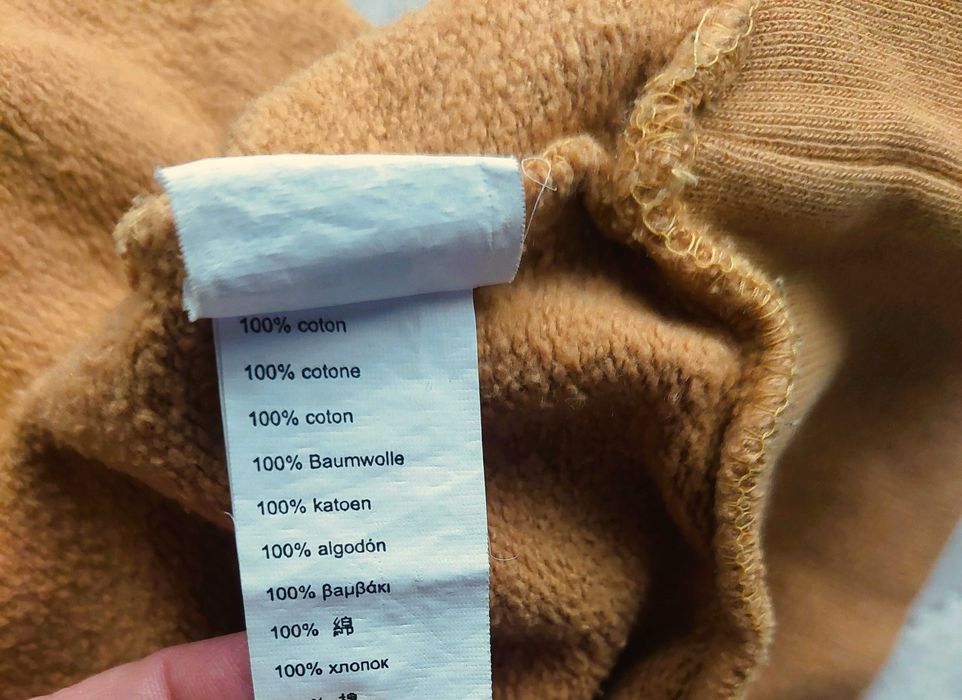 100% coton
100% cotone
100% coton
100% Baumwolle
100% katoen
100% algodón
100% βαμβάκι
100% 綿
100% хлопок